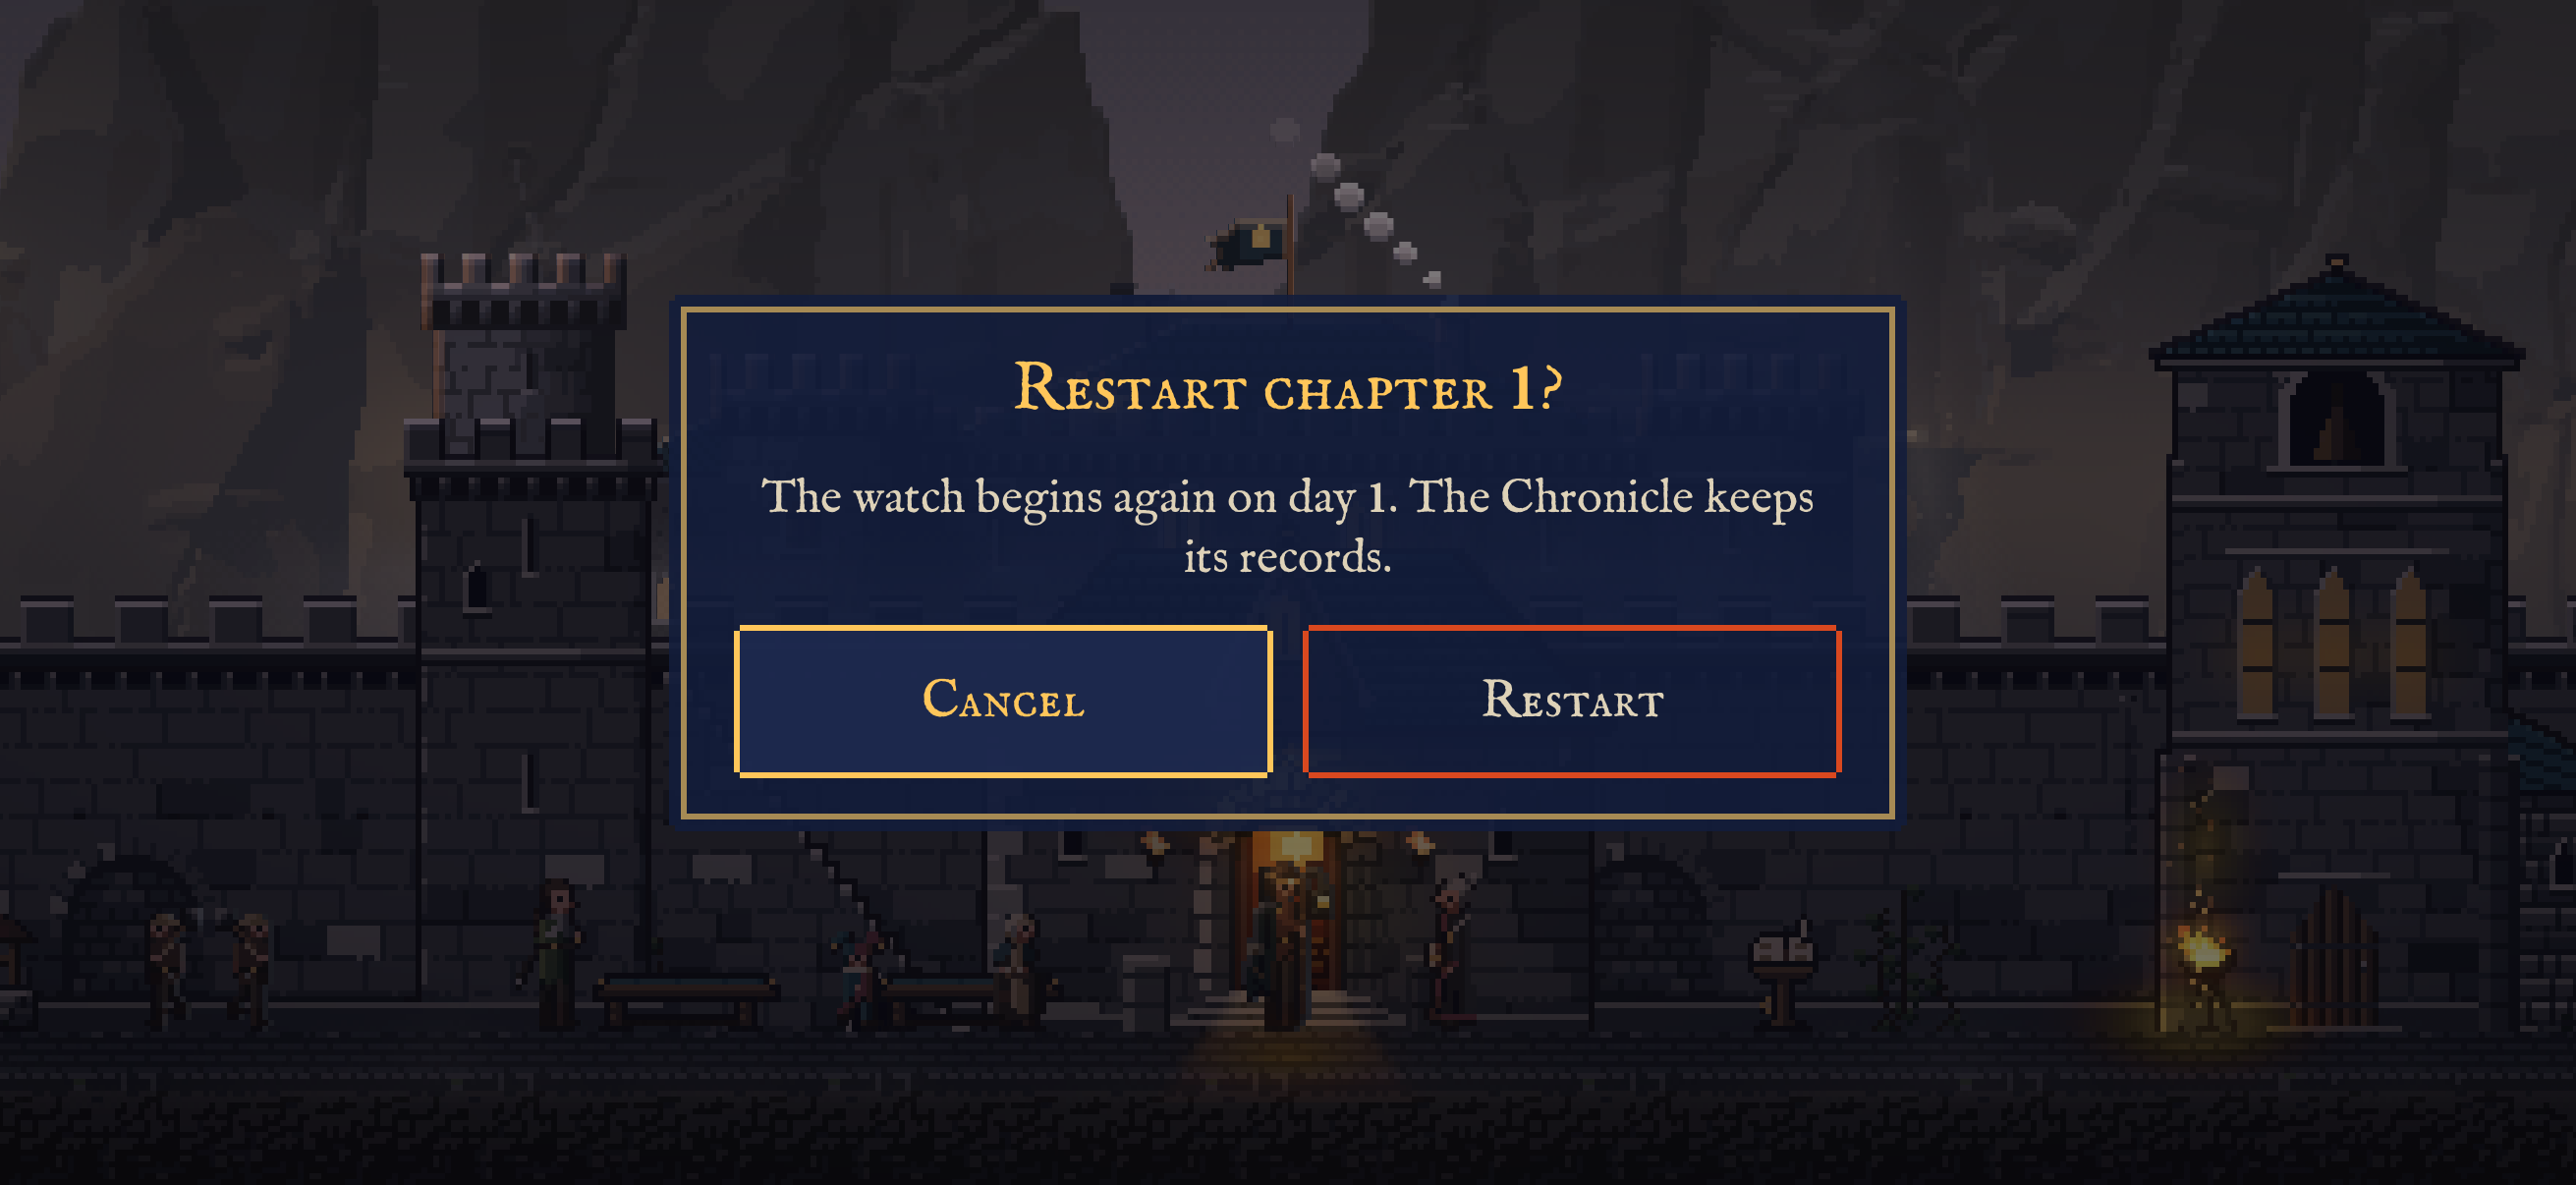 Restart chapter 1?
The watch begins again on day 1. The Chronicle keeps
its records.
Cancel
Restart